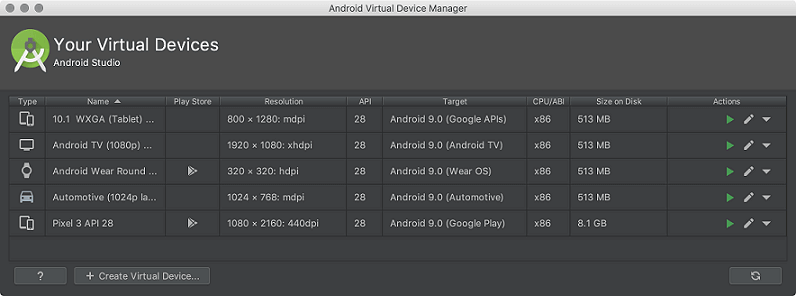 Android Virtual Device Manager
Your Virtual Devices
Android Studio
Type Name Play Store Resolution API Target CPU/ABI Size on Disk Actions
10.1 WXGA (Tablet) ... 800 × 1280: mdpi 28 Android 9.0 (Google APIs) x86 513 MB
Android TV (1080p) ... 1920 × 1080: xhdpi 28 Android 9.0 (Android TV) x86 513 MB
Android Wear Round ... 320 × 320: hdpi 28 Android 9.0 (Wear OS) x86 513 MB
Automotive (1024p la... 1024 × 768: mdpi 28 Android 9.0 (Automotive) x86 513 MB
Pixel 3 API 28 1080 × 2160: 440dpi 28 Android 9.0 (Google Play) x86 8.1 GB
? + Create Virtual Device...